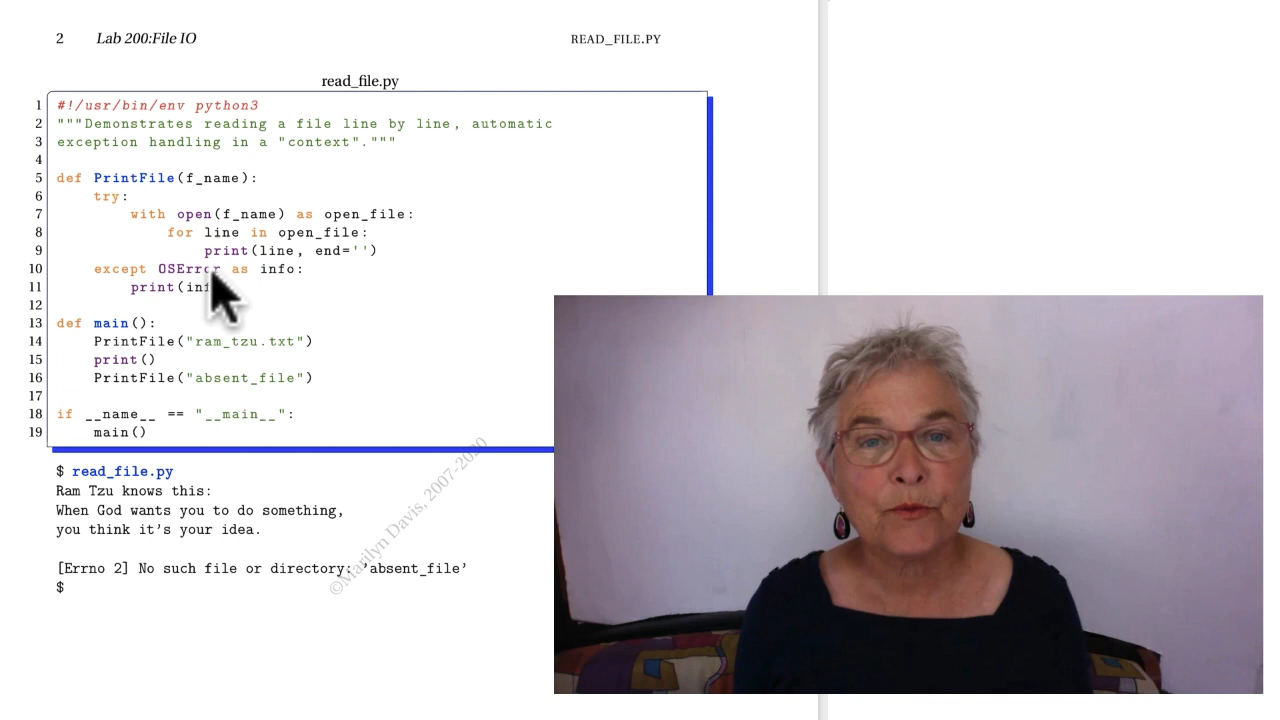 2 Lab 200:File IO READ_FILE.PY
read_file.py
1 #!/usr/bin/env python3
2 """Demonstrates reading a file line by line, automatic
3 exception handling in a "context"."""
4
5 def PrintFile(f_name):
6     try:
7         with open(f_name) as open_file:
8             for line in open_file:
9                 print(line, end='')
10     except OSError as info:
11         print(inf
12
13 def main():
14     PrintFile("ram_tzu.txt")
15     print()
16     PrintFile("absent_file")
17
18 if __name__ == "__main__":
19     main()
$ read_file.py
Ram Tzu knows this:
When God wants you to do something,
you think it’s your idea.
[Errno 2] No such file or directory: ’absent_file’
$
©Marilyn Davis, 2007-2020